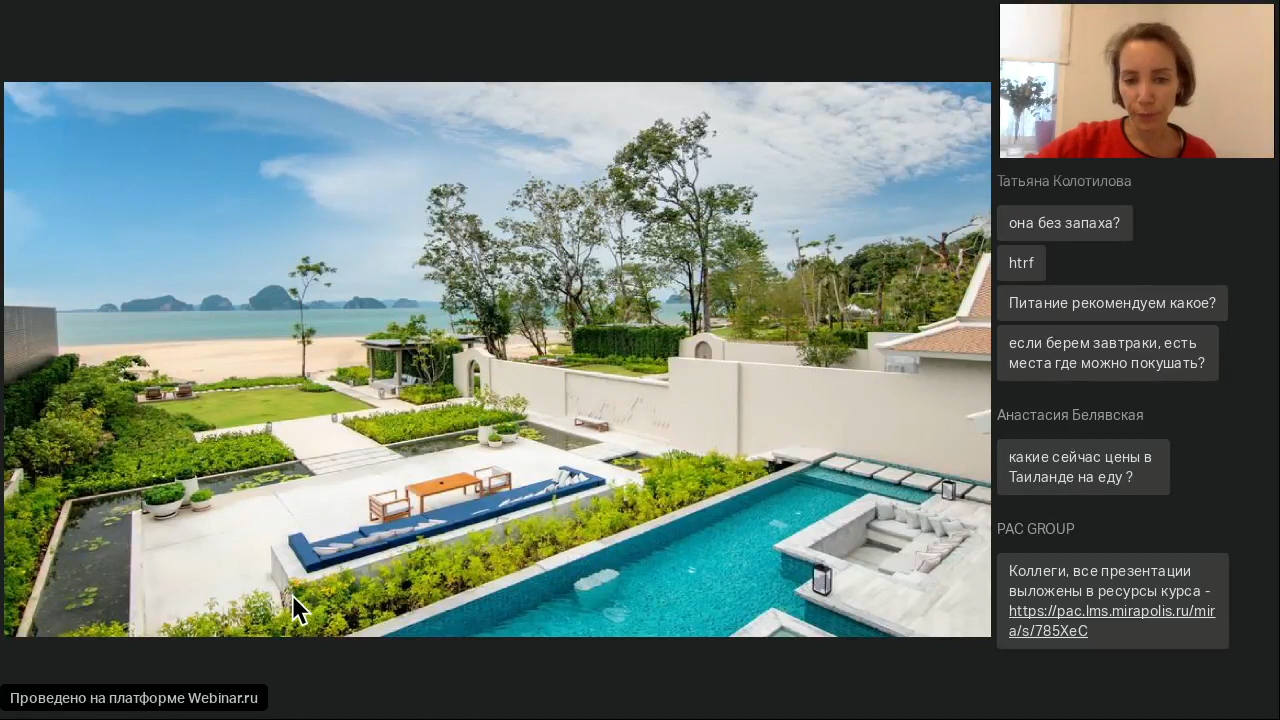 Татьяна Колотилова
она без запаха?
htrf
Питание рекомендуем какое?
если берем завтраки, есть
места где можно покушать?
Анастасия Белявская
какие сейчас цены в
Таиланде на еду ?
PAC GROUP
Коллеги, все презентации
выложены в ресурсы курса -
https://pac.lms.mirapolis.ru/mir
a/s/785XeC
Проведено на платформе Webinar.ru